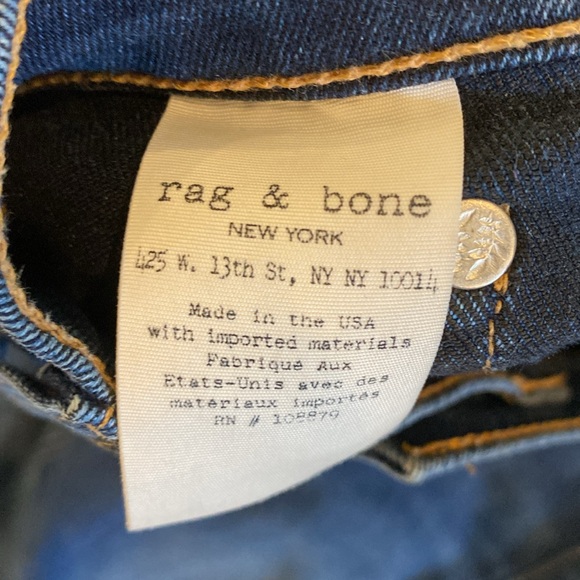 rag & bone
NEW YORK
425 W. 13th St, NY NY 10014
Made in the USA
with imported materials
Fabriqué Aux
Etats-Unis avec des
matériaux importés
RN # 108879